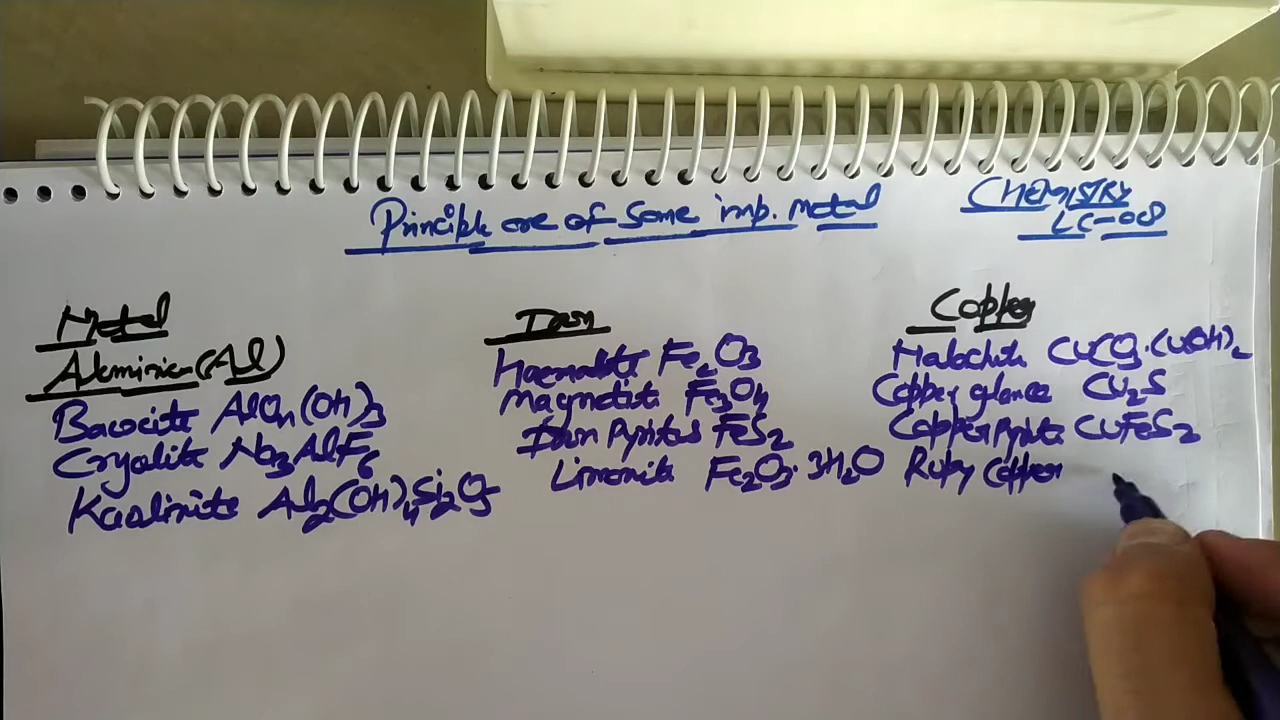 Principle ore of some imp. metal
CHEMISTRY
LC-08
Metal
Aluminium (Al)
Bauxite AlOn(OH)3
Cryolite Na3AlF6
Kaolinite Al2(OH)4Si2O5
Iron
Haematite Fe2O3
Magnetite Fe3O4
Iron Pyrites FeS2
Limonite Fe2O3.3H2O
Copper
Malachite CuCO3.Cu(OH)2
Copper glance Cu2S
Copper Pyrite CuFeS2
Ruby Copper